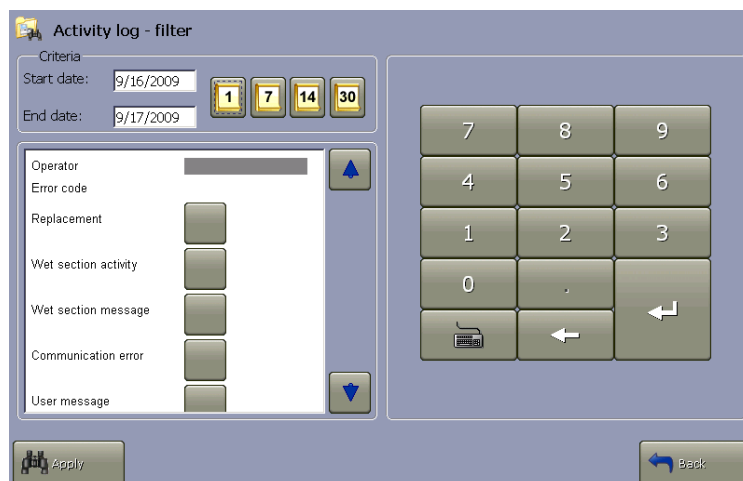 Activity log - filter
Criteria
Start date: 9/16/2009
1 7 14 30
End date: 9/17/2009
Operator
Error code
Replacement
Wet section activity
Wet section message
Communication error
User message
7 8 9
4 5 6
1 2 3
0 .
Apply
Back